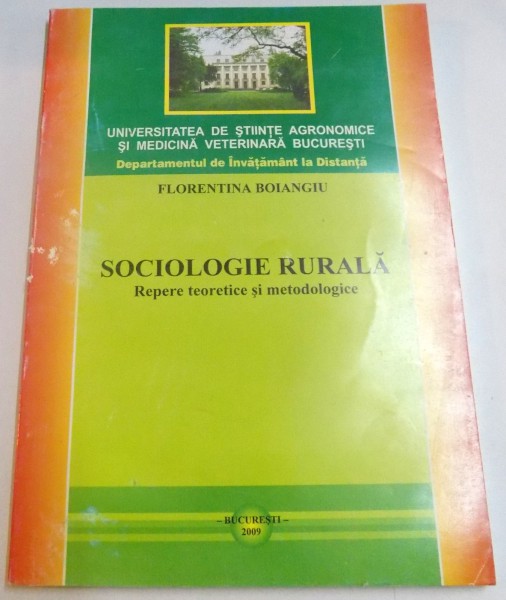 UNIVERSITATEA DE ŞTIINŢE AGRONOMICE
ŞI MEDICINĂ VETERINARĂ BUCUREŞTI
Departamentul de Învăţământ la Distanţă
FLORENTINA BOIANGIU
SOCIOLOGIE RURALĂ
Repere teoretice şi metodologice
– BUCUREŞTI –
2009